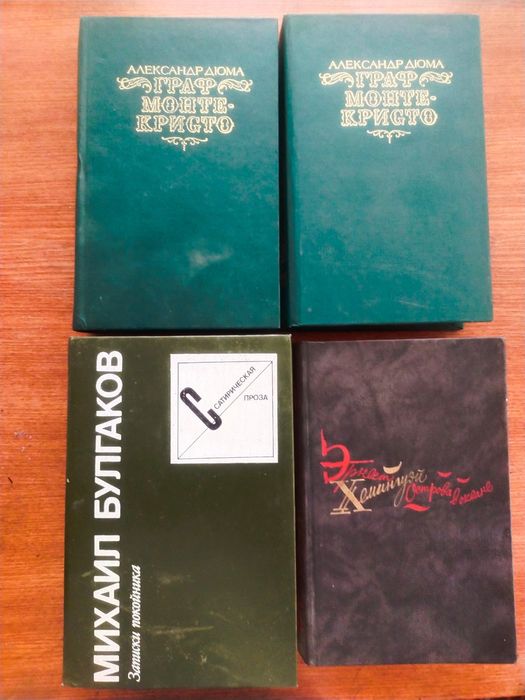 АЛЕКСАНДР ДЮМА
ГРАФ
МОНТЕ-
КРИСТО
АЛЕКСАНДР ДЮМА
ГРАФ
МОНТЕ-
КРИСТО
МИХАИЛ БУЛГАКОВ
Записки покойника
САТИРИЧЕСКАЯ
ПРОЗА
Эрнест
Хемингуэй
Острова в океане